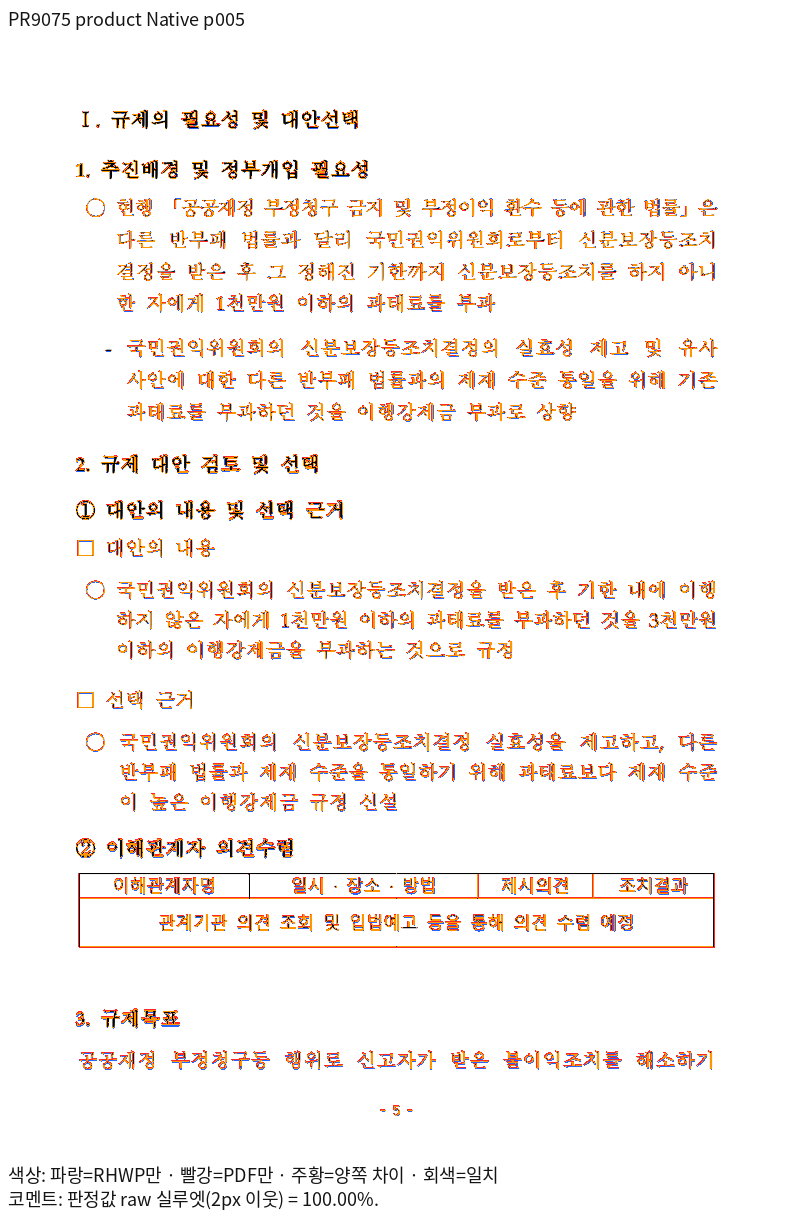 PR9075 product Native p005
Ⅰ. 규제의 필요성 및 대안선택
1. 추진배경 및 정부개입 필요성
○ 현행 「공공재정 부정청구 금지 및 부정이익 환수 등에 관한 법률」은
다른 반부패 법률과 달리 국민권익위원회로부터 신분보장등조치
결정을 받은 후 그 정해진 기한까지 신분보장등조치를 하지 아니
한 자에게 1천만원 이하의 과태료를 부과
- 국민권익위원회의 신분보장등조치결정의 실효성 제고 및 유사
사안에 대한 다른 반부패 법률과의 제재 수준 통일을 위해 기존
과태료를 부과하던 것을 이행강제금 부과로 상향
2. 규제 대안 검토 및 선택
① 대안의 내용 및 선택 근거
□ 대안의 내용
○ 국민권익위원회의 신분보장등조치결정을 받은 후 기한 내에 이행
하지 않은 자에게 1천만원 이하의 과태료를 부과하던 것을 3천만원
이하의 이행강제금을 부과하는 것으로 규정
□ 선택 근거
○ 국민권익위원회의 신분보장등조치결정 실효성을 제고하고, 다른
반부패 법률과 제재 수준을 통일하기 위해 과태료보다 제재 수준
이 높은 이행강제금 규정 신설
② 이해관계자 의견수렴
이해관계자명 일시 · 장소 · 방법 제시의견 조치결과
관계기관 의견 조회 및 입법예고 등을 통해 의견 수렴 예정
3. 규제목표
공공재정 부정청구등 행위로 신고자가 받은 불이익조치를 해소하기
- 5 -
색상: 파랑=RHWP만 · 빨강=PDF만 · 주황=양쪽 차이 · 회색=일치
코멘트: 판정값 raw 실루엣(2px 이웃) = 100.00%.